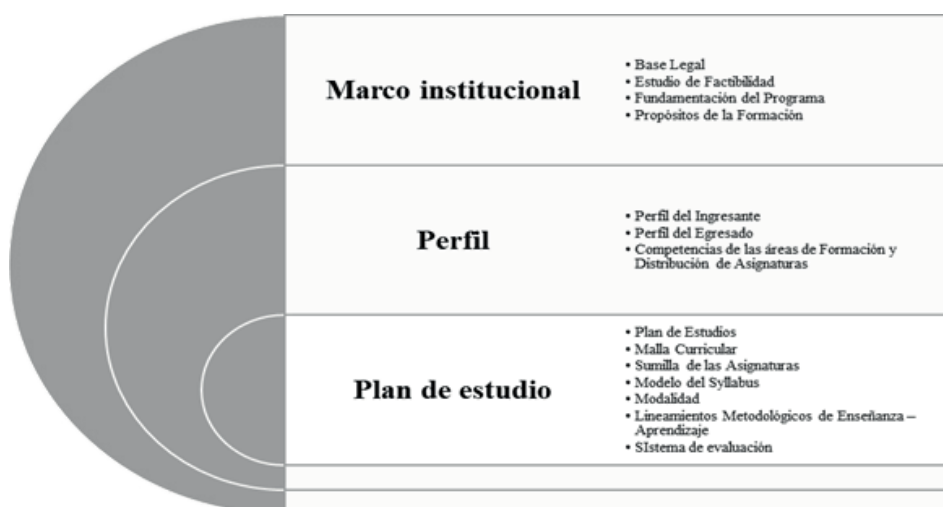 Marco institucional
• Base Legal
• Estudio de Factibilidad
• Fundamentación del Programa
• Propósitos de la Formación
Perfil
• Perfil del Ingresante
• Perfil del Egresado
• Competencias de las áreas de Formación y
Distribución de Asignaturas
Plan de estudio
• Plan de Estudios
• Malla Curricular
• Sumilla de las Asignaturas
• Modelo del Syllabus
• Modalidad
• Lineamientos Metodológicos de Enseñanza –
Aprendizaje
• SIstema de evaluación